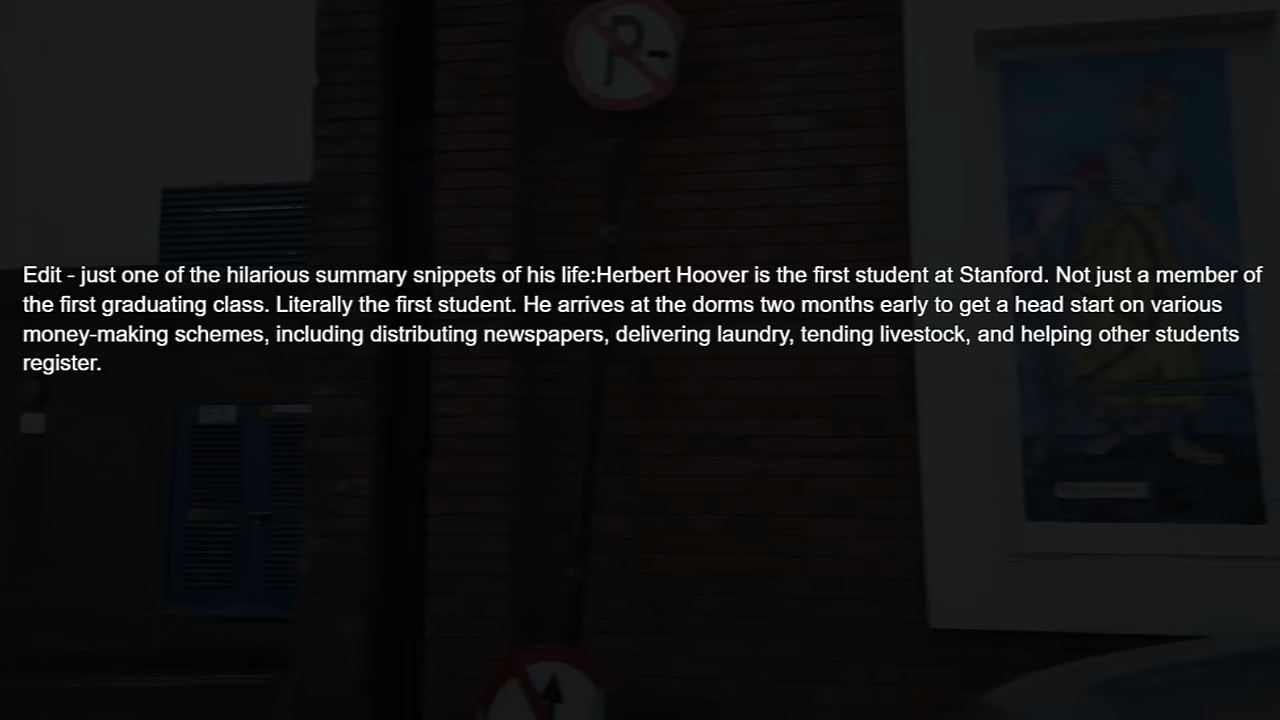 Edit - just one of the hilarious summary snippets of his life:Herbert Hoover is the first student at Stanford. Not just a member of
the first graduating class. Literally the first student. He arrives at the dorms two months early to get a head start on various
money-making schemes, including distributing newspapers, delivering laundry, tending livestock, and helping other students
register.